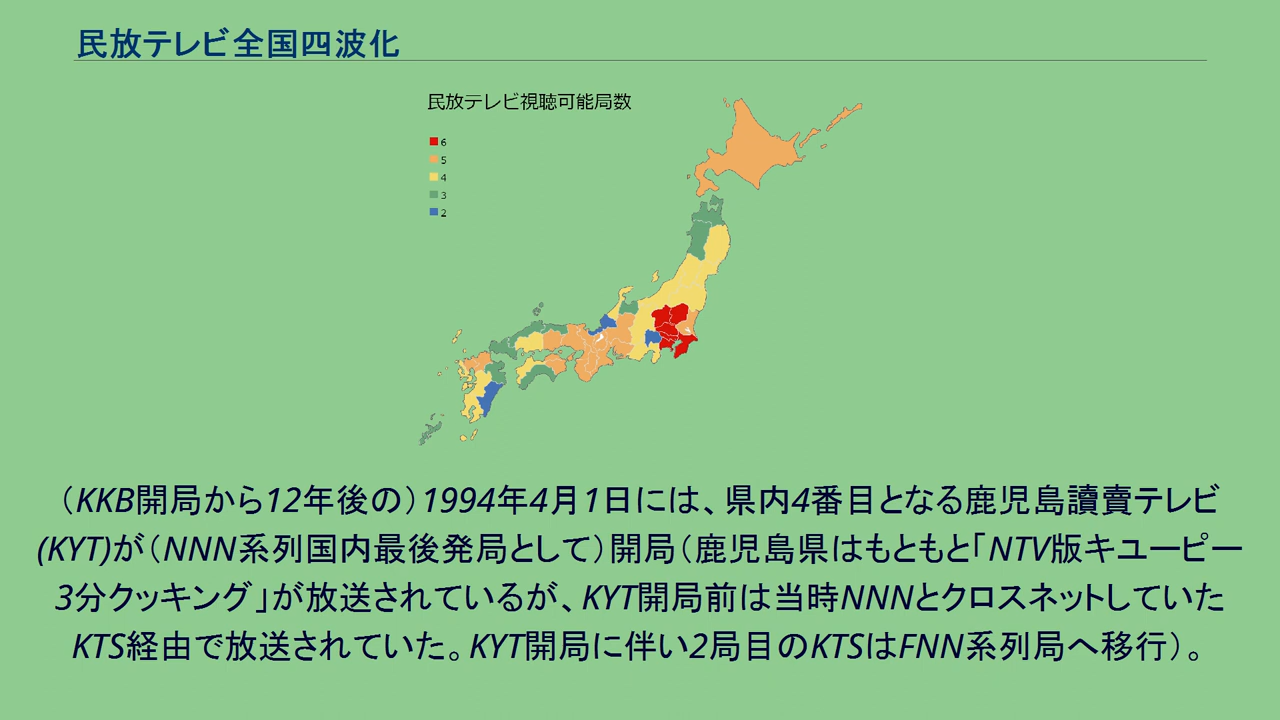 民放テレビ全国四波化
民放テレビ視聴可能局数
6
5
4
3
2
（KKB開局から12年後の）1994年4月1日には、県内4番目となる鹿児島讀賣テレビ
(KYT)が（NNN系列国内最後発局として）開局（鹿児島県はもともと「NTV版キユーピー
3分クッキング」が放送されているが、KYT開局前は当時NNNとクロスネットしていた
KTS経由で放送されていた。KYT開局に伴い2局目のKTSはFNN系列局へ移行）。